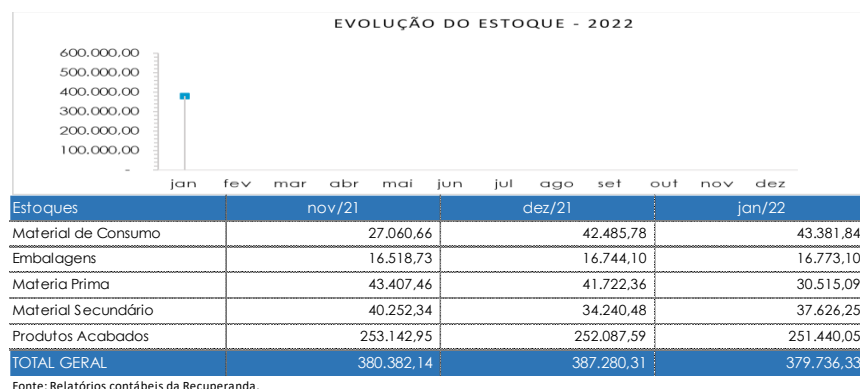 EVOLUÇÃO DO ESTOQUE - 2022
600.000,00
500.000,00
400.000,00
300.000,00
200.000,00
100.000,00
-
jan fev mar abr mai jun jul ago set out nov dez
Estoques nov/21 dez/21 jan/22
Material de Consumo 27.060,66 42.485,78 43.381,84
Embalagens 16.518,73 16.744,10 16.773,10
Materia Prima 43.407,46 41.722,36 30.515,09
Material Secundário 40.252,34 34.240,48 37.626,25
Produtos Acabados 253.142,95 252.087,59 251.440,05
TOTAL GERAL 380.382,14 387.280,31 379.736,33
Fonte: Relatórios contábeis da Recuperanda.